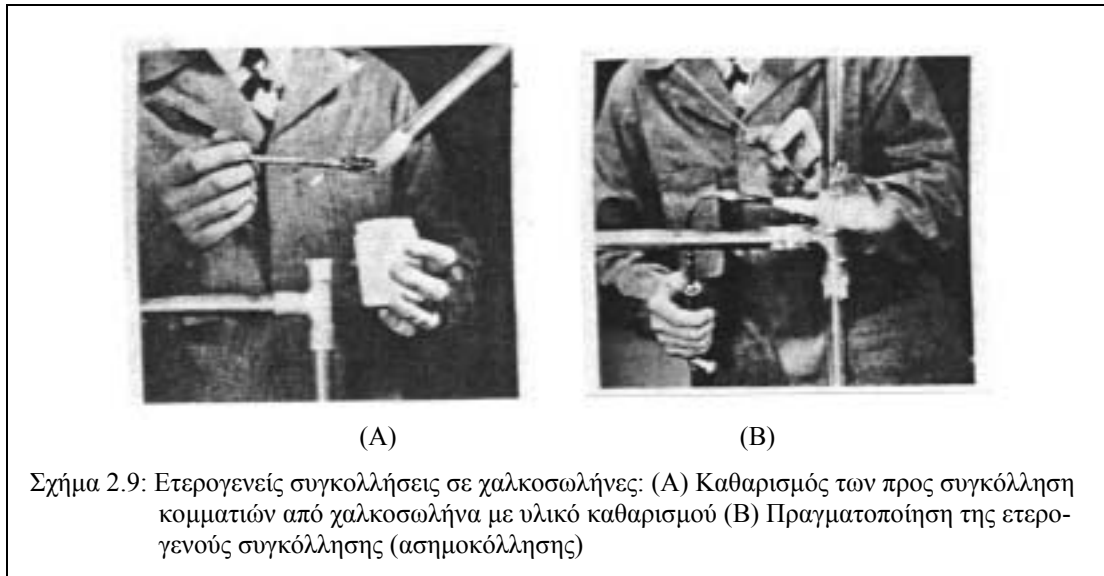 (A) (B)
Σχήμα 2.9: Ετερογενείς συγκολλήσεις σε χαλκοσωλήνες: (Α) Καθαρισμός των προς συγκόλληση
κομματιών από χαλκοσωλήνα με υλικό καθαρισμού (Β) Πραγματοποίηση της ετερο-
γενούς συγκόλλησης (ασημοκόλλησης)